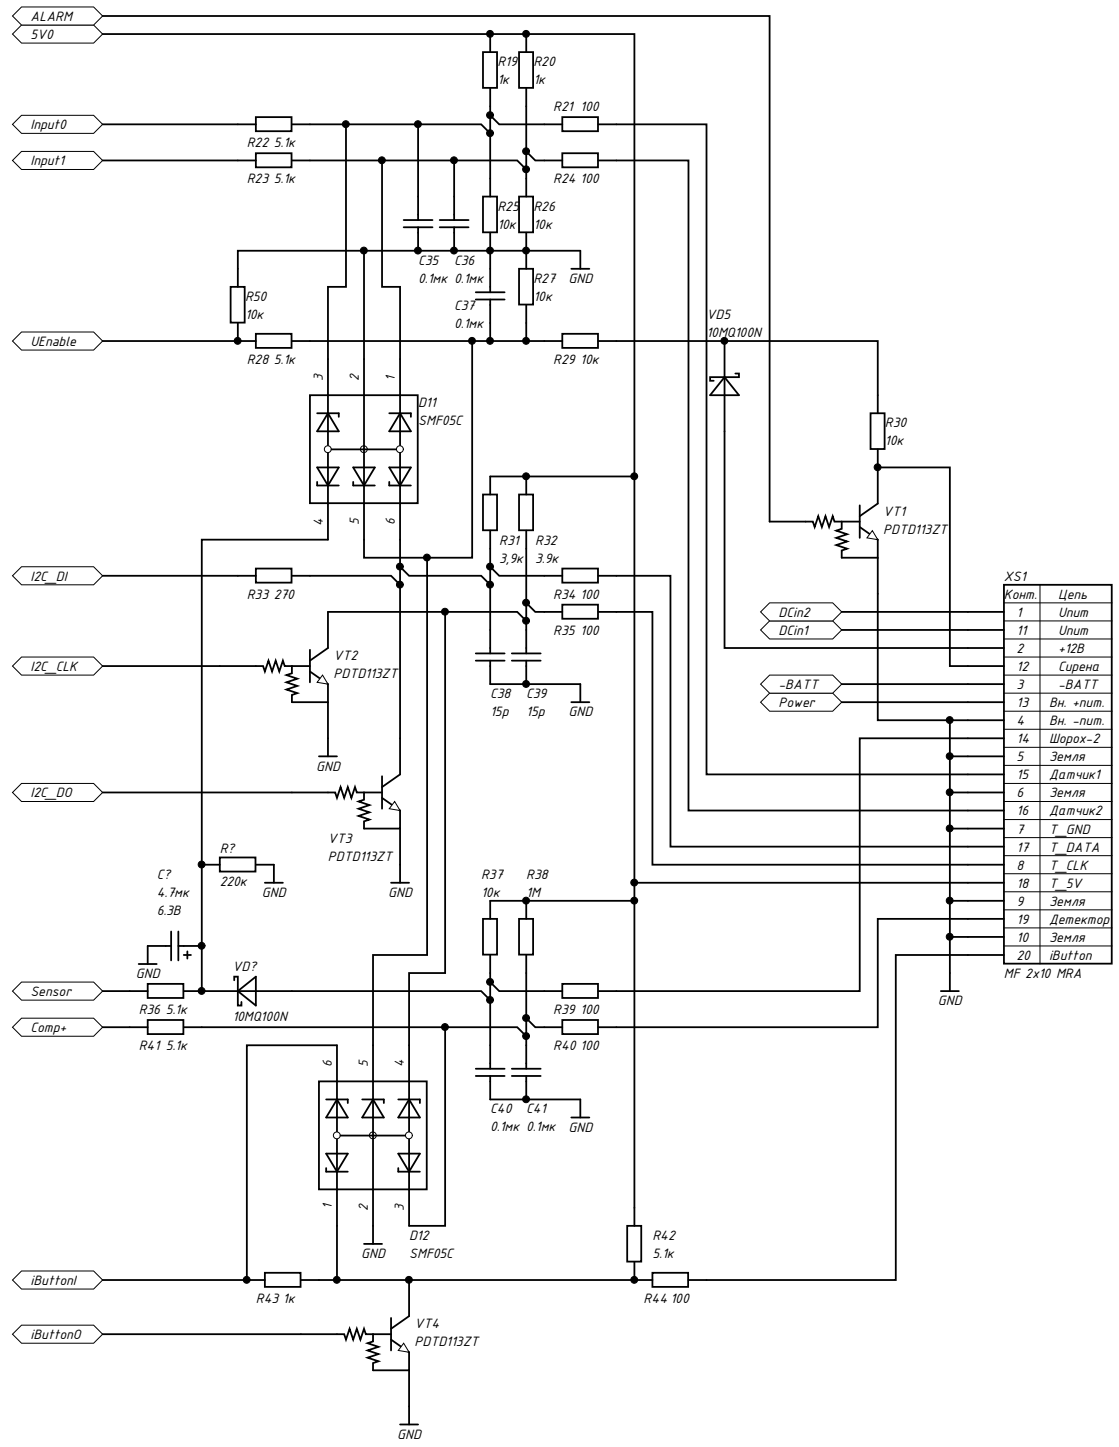 ALARM
5V0
R19
1к
R20
1к
R21 100
Input0
R22 5.1к
Input1
R23 5.1к
R24 100
R25
10к
R26
10к
C35
0.1мк
C36
0.1мк
GND
R27
10к
R50
10к
C37
0.1мк
VD5
10MQ100N
UEnable
R28 5.1к
R29 10к
3
2
1
D11
SMF05C
R30
10к
4
5
6
VT1
PDTD113ZT
R31
3,9к
R32
3.9к
I2C_DI
R33 270
R34 100
R35 100
XS1
Конт.
Цепь
DCin2
1
Uпит
DCin1
11
Uпит
2
+12В
I2C_CLK
VT2
PDTD113ZT
12
Сирена
-BATT
3
-BATT
C38
15p
C39
15p
GND
Power
13
Вн. +пит.
4
Вн. -пит.
14
Шорох-2
GND
5
Земля
15
Датчик1
I2C_DO
6
Земля
16
Датчик2
VT3
PDTD113ZT
7
T_GND
17
T_DATA
R?
220к
GND
GND
8
T_CLK
C?
4.7мк
6.3В
R37
10к
R38
1М
18
T_5V
9
Земля
19
Детектор
10
Земля
20
iButton
MF 2x10 MRA
GND
GND
VD?
10MQ100N
Sensor
R36 5.1к
R39 100
Comp+
R41 5.1к
R40 100
6
5
4
C40
0.1мк
C41
0.1мк
GND
1
2
3
GND
D12
SMF05C
R42
5.1к
iButtonI
R43 1к
R44 100
iButtonO
VT4
PDTD113ZT
GND